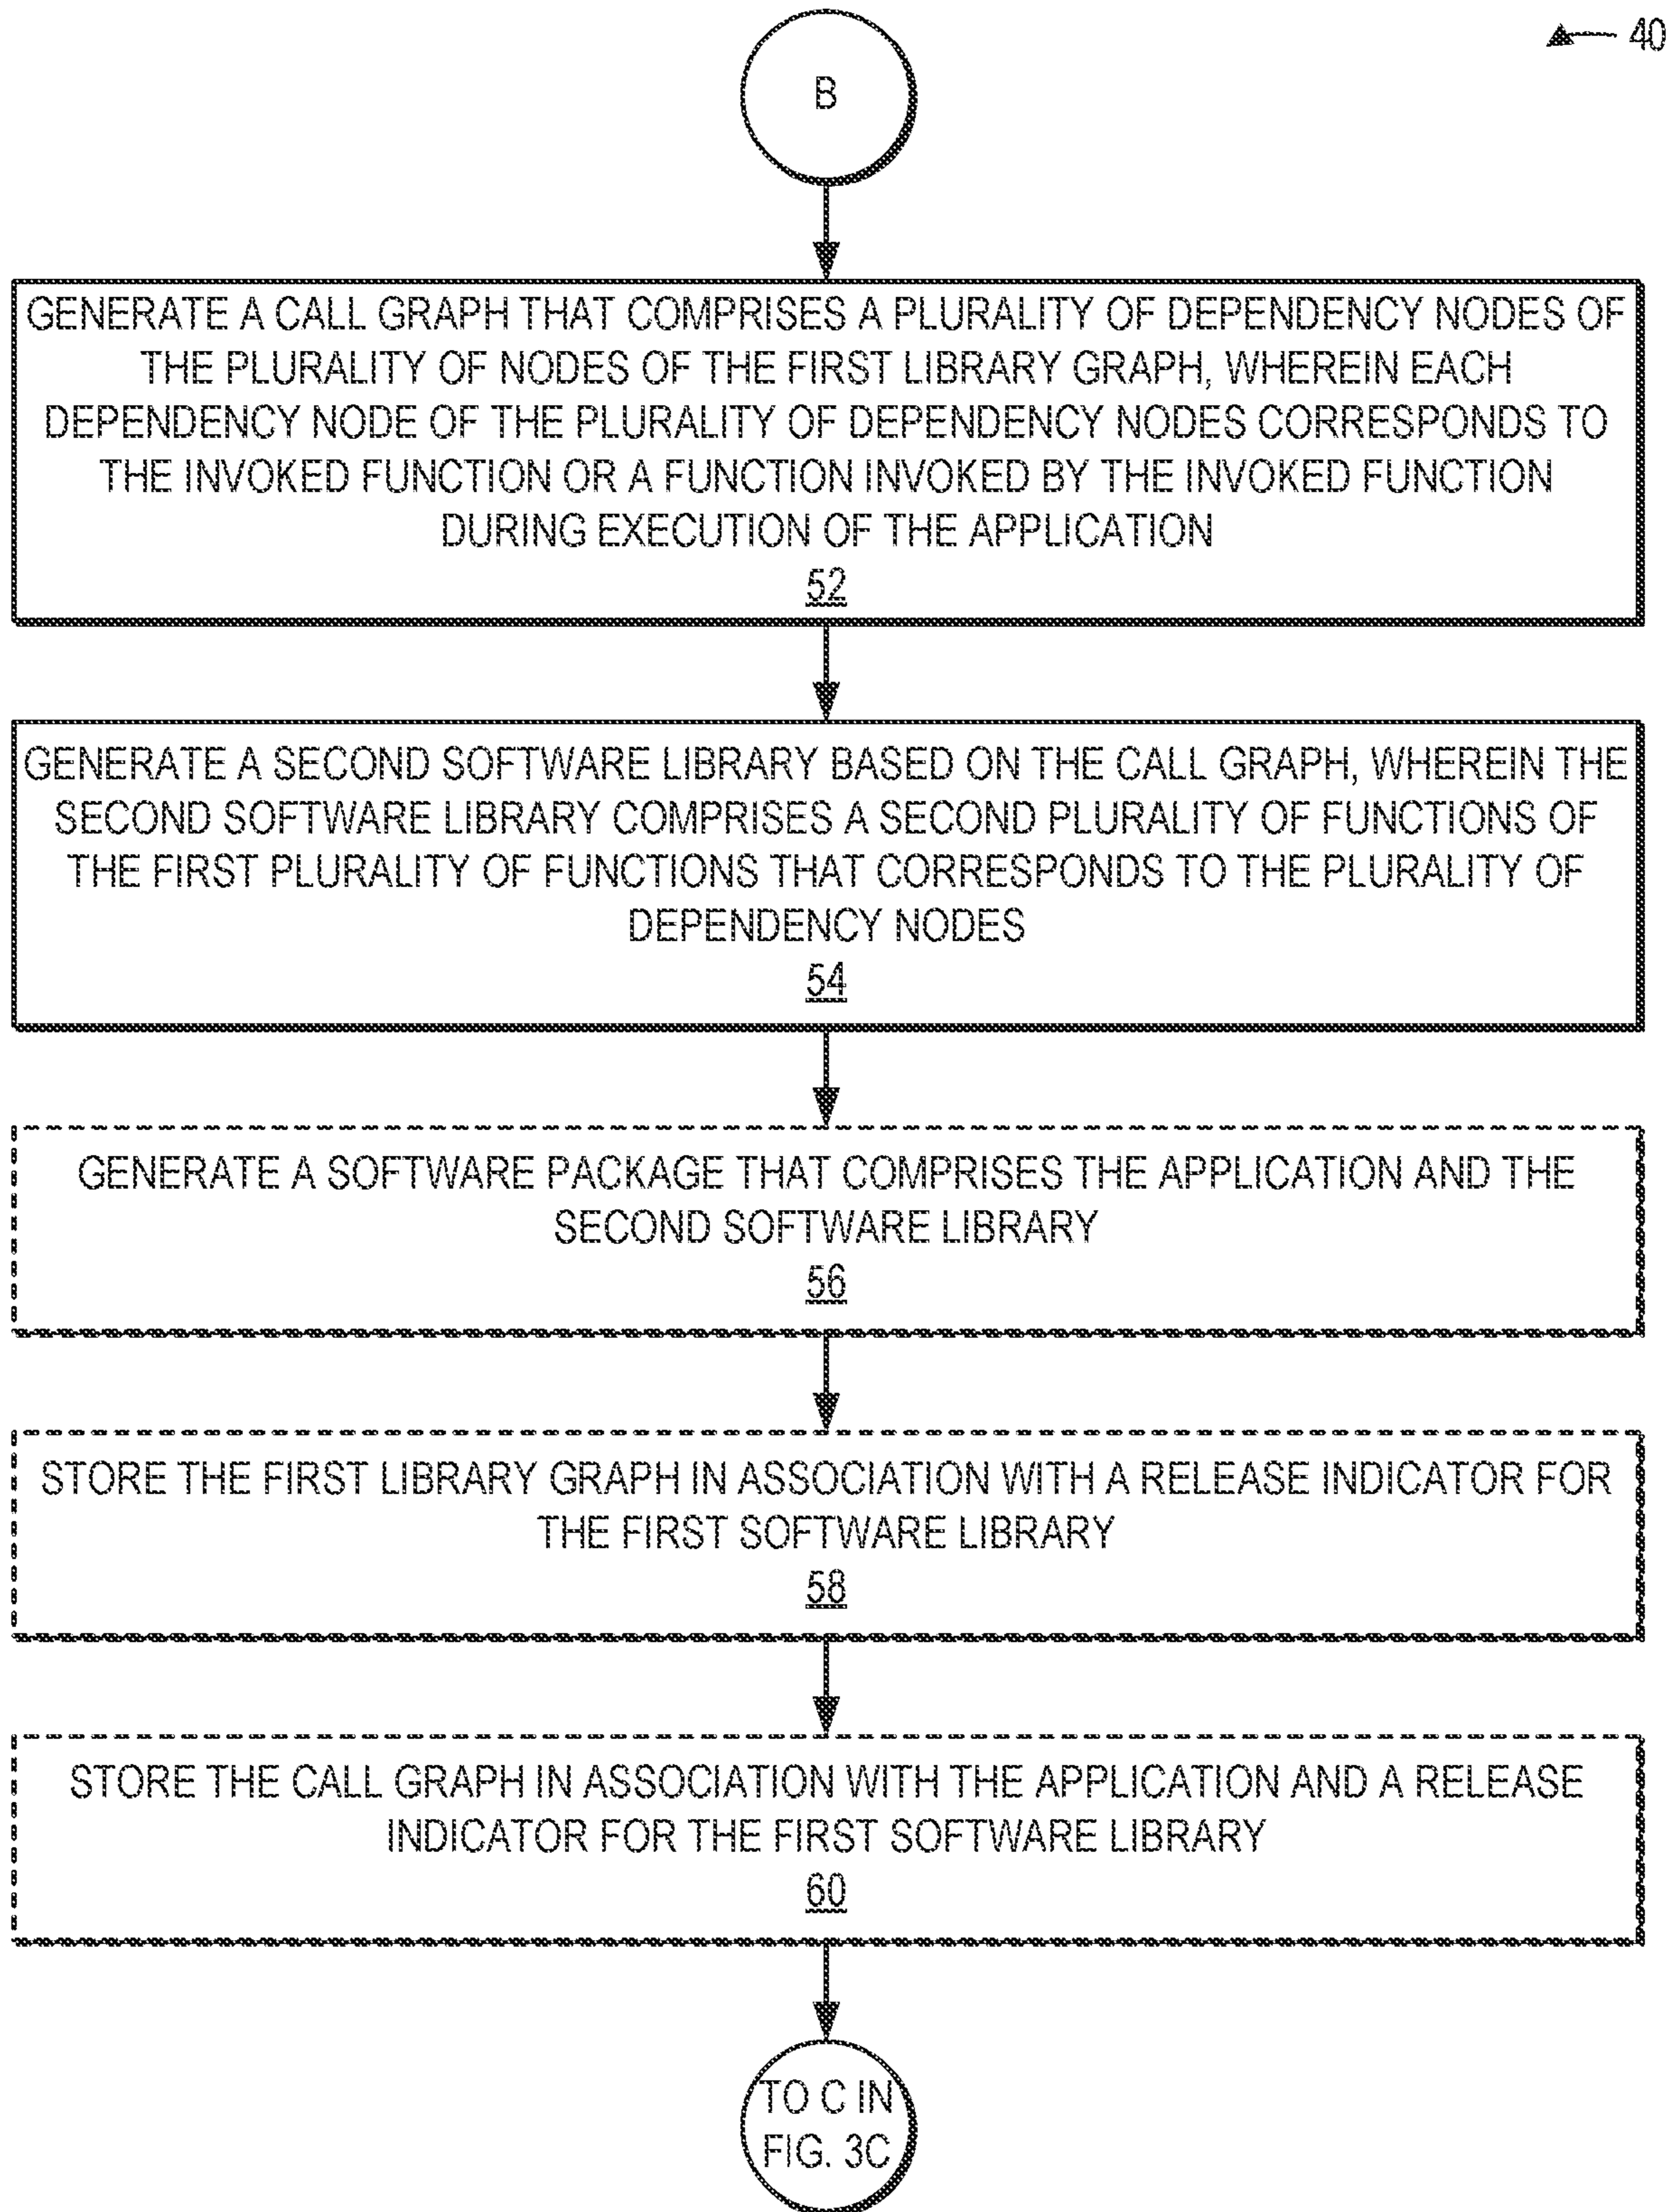 40
B
GENERATE A CALL GRAPH THAT COMPRISES A PLURALITY OF DEPENDENCY NODES OF
THE PLURALITY OF NODES OF THE FIRST LIBRARY GRAPH, WHEREIN EACH
DEPENDENCY NODE OF THE PLURALITY OF DEPENDENCY NODES CORRESPONDS TO
THE INVOKED FUNCTION OR A FUNCTION INVOKED BY THE INVOKED FUNCTION
DURING EXECUTION OF THE APPLICATION
52
GENERATE A SECOND SOFTWARE LIBRARY BASED ON THE CALL GRAPH, WHEREIN THE
SECOND SOFTWARE LIBRARY COMPRISES A SECOND PLURALITY OF FUNCTIONS OF
THE FIRST PLURALITY OF FUNCTIONS THAT CORRESPONDS TO THE PLURALITY OF
DEPENDENCY NODES
54
GENERATE A SOFTWARE PACKAGE THAT COMPRISES THE APPLICATION AND THE
SECOND SOFTWARE LIBRARY
56
STORE THE FIRST LIBRARY GRAPH IN ASSOCIATION WITH A RELEASE INDICATOR FOR
THE FIRST SOFTWARE LIBRARY
58
STORE THE CALL GRAPH IN ASSOCIATION WITH THE APPLICATION AND A RELEASE
INDICATOR FOR THE FIRST SOFTWARE LIBRARY
60
TO C IN
FIG. 3C